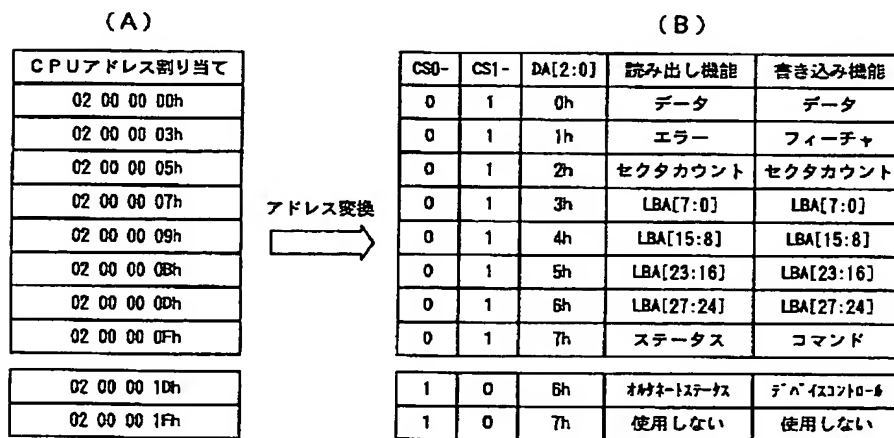 (A)
CPUアドレス割り当て
02 00 00 00h
02 00 00 03h
02 00 00 05h
02 00 00 07h
02 00 00 09h
02 00 00 0Bh
02 00 00 0Dh
02 00 00 0Fh
02 00 00 1Dh
02 00 00 1Fh
アドレス変換
(B)
CS0- CS1- DA[2:0] 読み出し機能 書き込み機能
0 1 0h データ データ
0 1 1h エラー フィーチャ
0 1 2h セクタカウント セクタカウント
0 1 3h LBA[7:0] LBA[7:0]
0 1 4h LBA[15:8] LBA[15:8]
0 1 5h LBA[23:16] LBA[23:16]
0 1 6h LBA[27:24] LBA[27:24]
0 1 7h ステータス コマンド
1 0 6h オルタネートステータス デバイスコントロール
1 0 7h 使用しない 使用しない